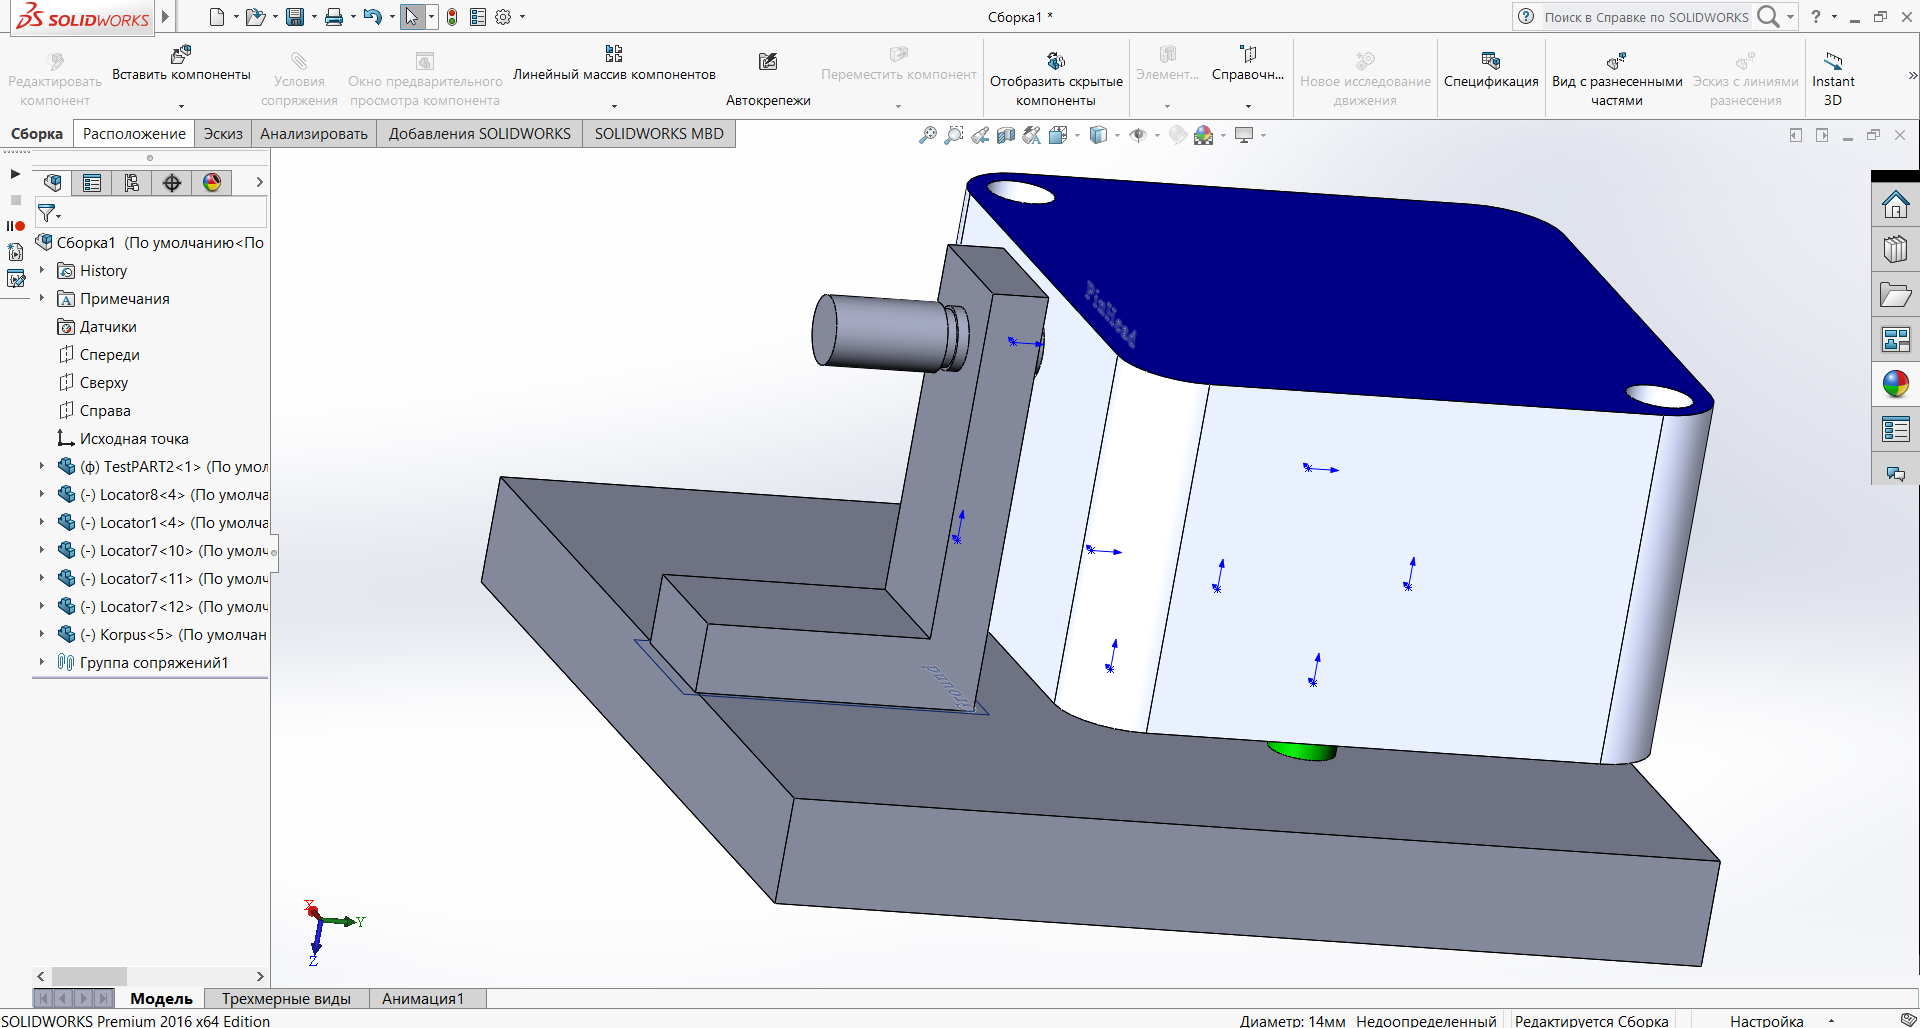 SOLIDWORKS
Сборка1 *
Поиск в Справке по SOLIDWORKS
Редактировать компонент
Вставить компоненты
Условия сопряжения
Окно предварительного просмотра компонента
Линейный массив компонентов
Автокрепежи
Переместить компонент
Отобразить скрытые компоненты
Элемент...
Справочн...
Новое исследование движения
Спецификация
Вид с разнесенными частями
Эскиз с линиями разнесения
Instant 3D
Сборка
Расположение
Эскиз
Анализировать
Добавления SOLIDWORKS
SOLIDWORKS MBD
Сборка1 (По умолчанию<По
History
Примечания
Датчики
Спереди
Сверху
Справа
Исходная точка
(ф) TestPART2<1> (По умол
(-) Locator8<4> (По умолча
(-) Locator1<4> (По умолча
(-) Locator7<10> (По умолч
(-) Locator7<11> (По умолч
(-) Locator7<12> (По умолч
(-) Korpus<5> (По умолчан
Группа сопряжений1
PinHead
Ground
X
Y
Z
Модель
Трехмерные виды
Анимация1
SOLIDWORKS Premium 2016 x64 Edition
Диаметр: 14мм
Недоопределенный
Редактируется Сборка
Настройка